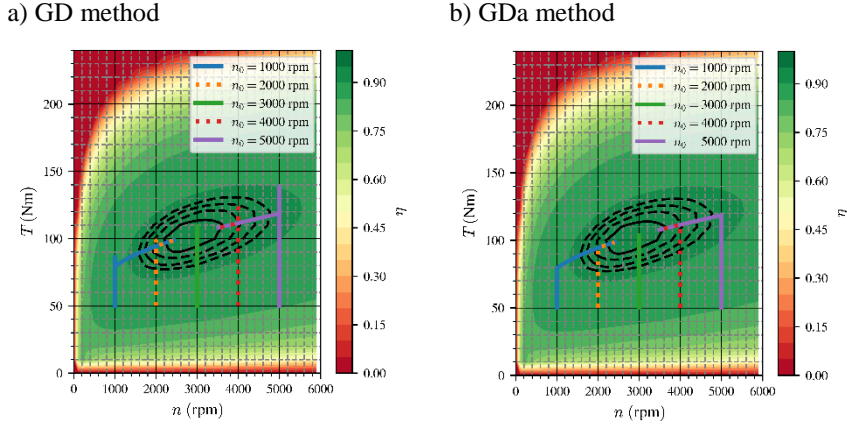 a) GD method
b) GDa method
n₀ = 1000 rpm
n₀ = 2000 rpm
n₀ = 3000 rpm
n₀ = 4000 rpm
n₀ = 5000 rpm
T (Nm)
200
150
100
50
0
0 1000 2000 3000 4000 5000 6000
n (rpm)
0.90
0.75
0.60
0.45
0.30
0.15
0.00
η
n₀ = 1000 rpm
n₀ = 2000 rpm
n₀ = 3000 rpm
n₀ = 4000 rpm
n₀ 5000 rpm
T (Nm)
200
150
100
50
0
0 1000 2000 3000 4000 5000 6000
n (rpm)
0.90
0.75
0.60
0.45
0.30
0.15
0.00
η